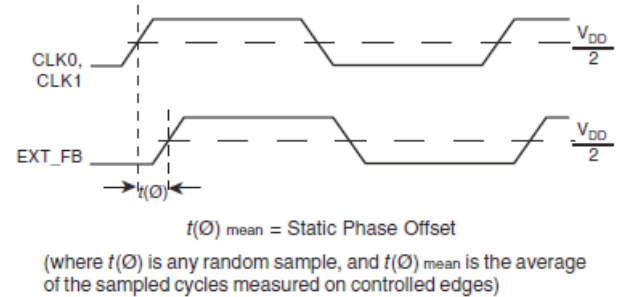 CLK0,
CLK1
V_DD
2
EXT_FB
V_DD
2
t(Ø)
t(Ø) mean = Static Phase Offset
(where t(Ø) is any random sample, and t(Ø) mean is the average
of the sampled cycles measured on controlled edges)